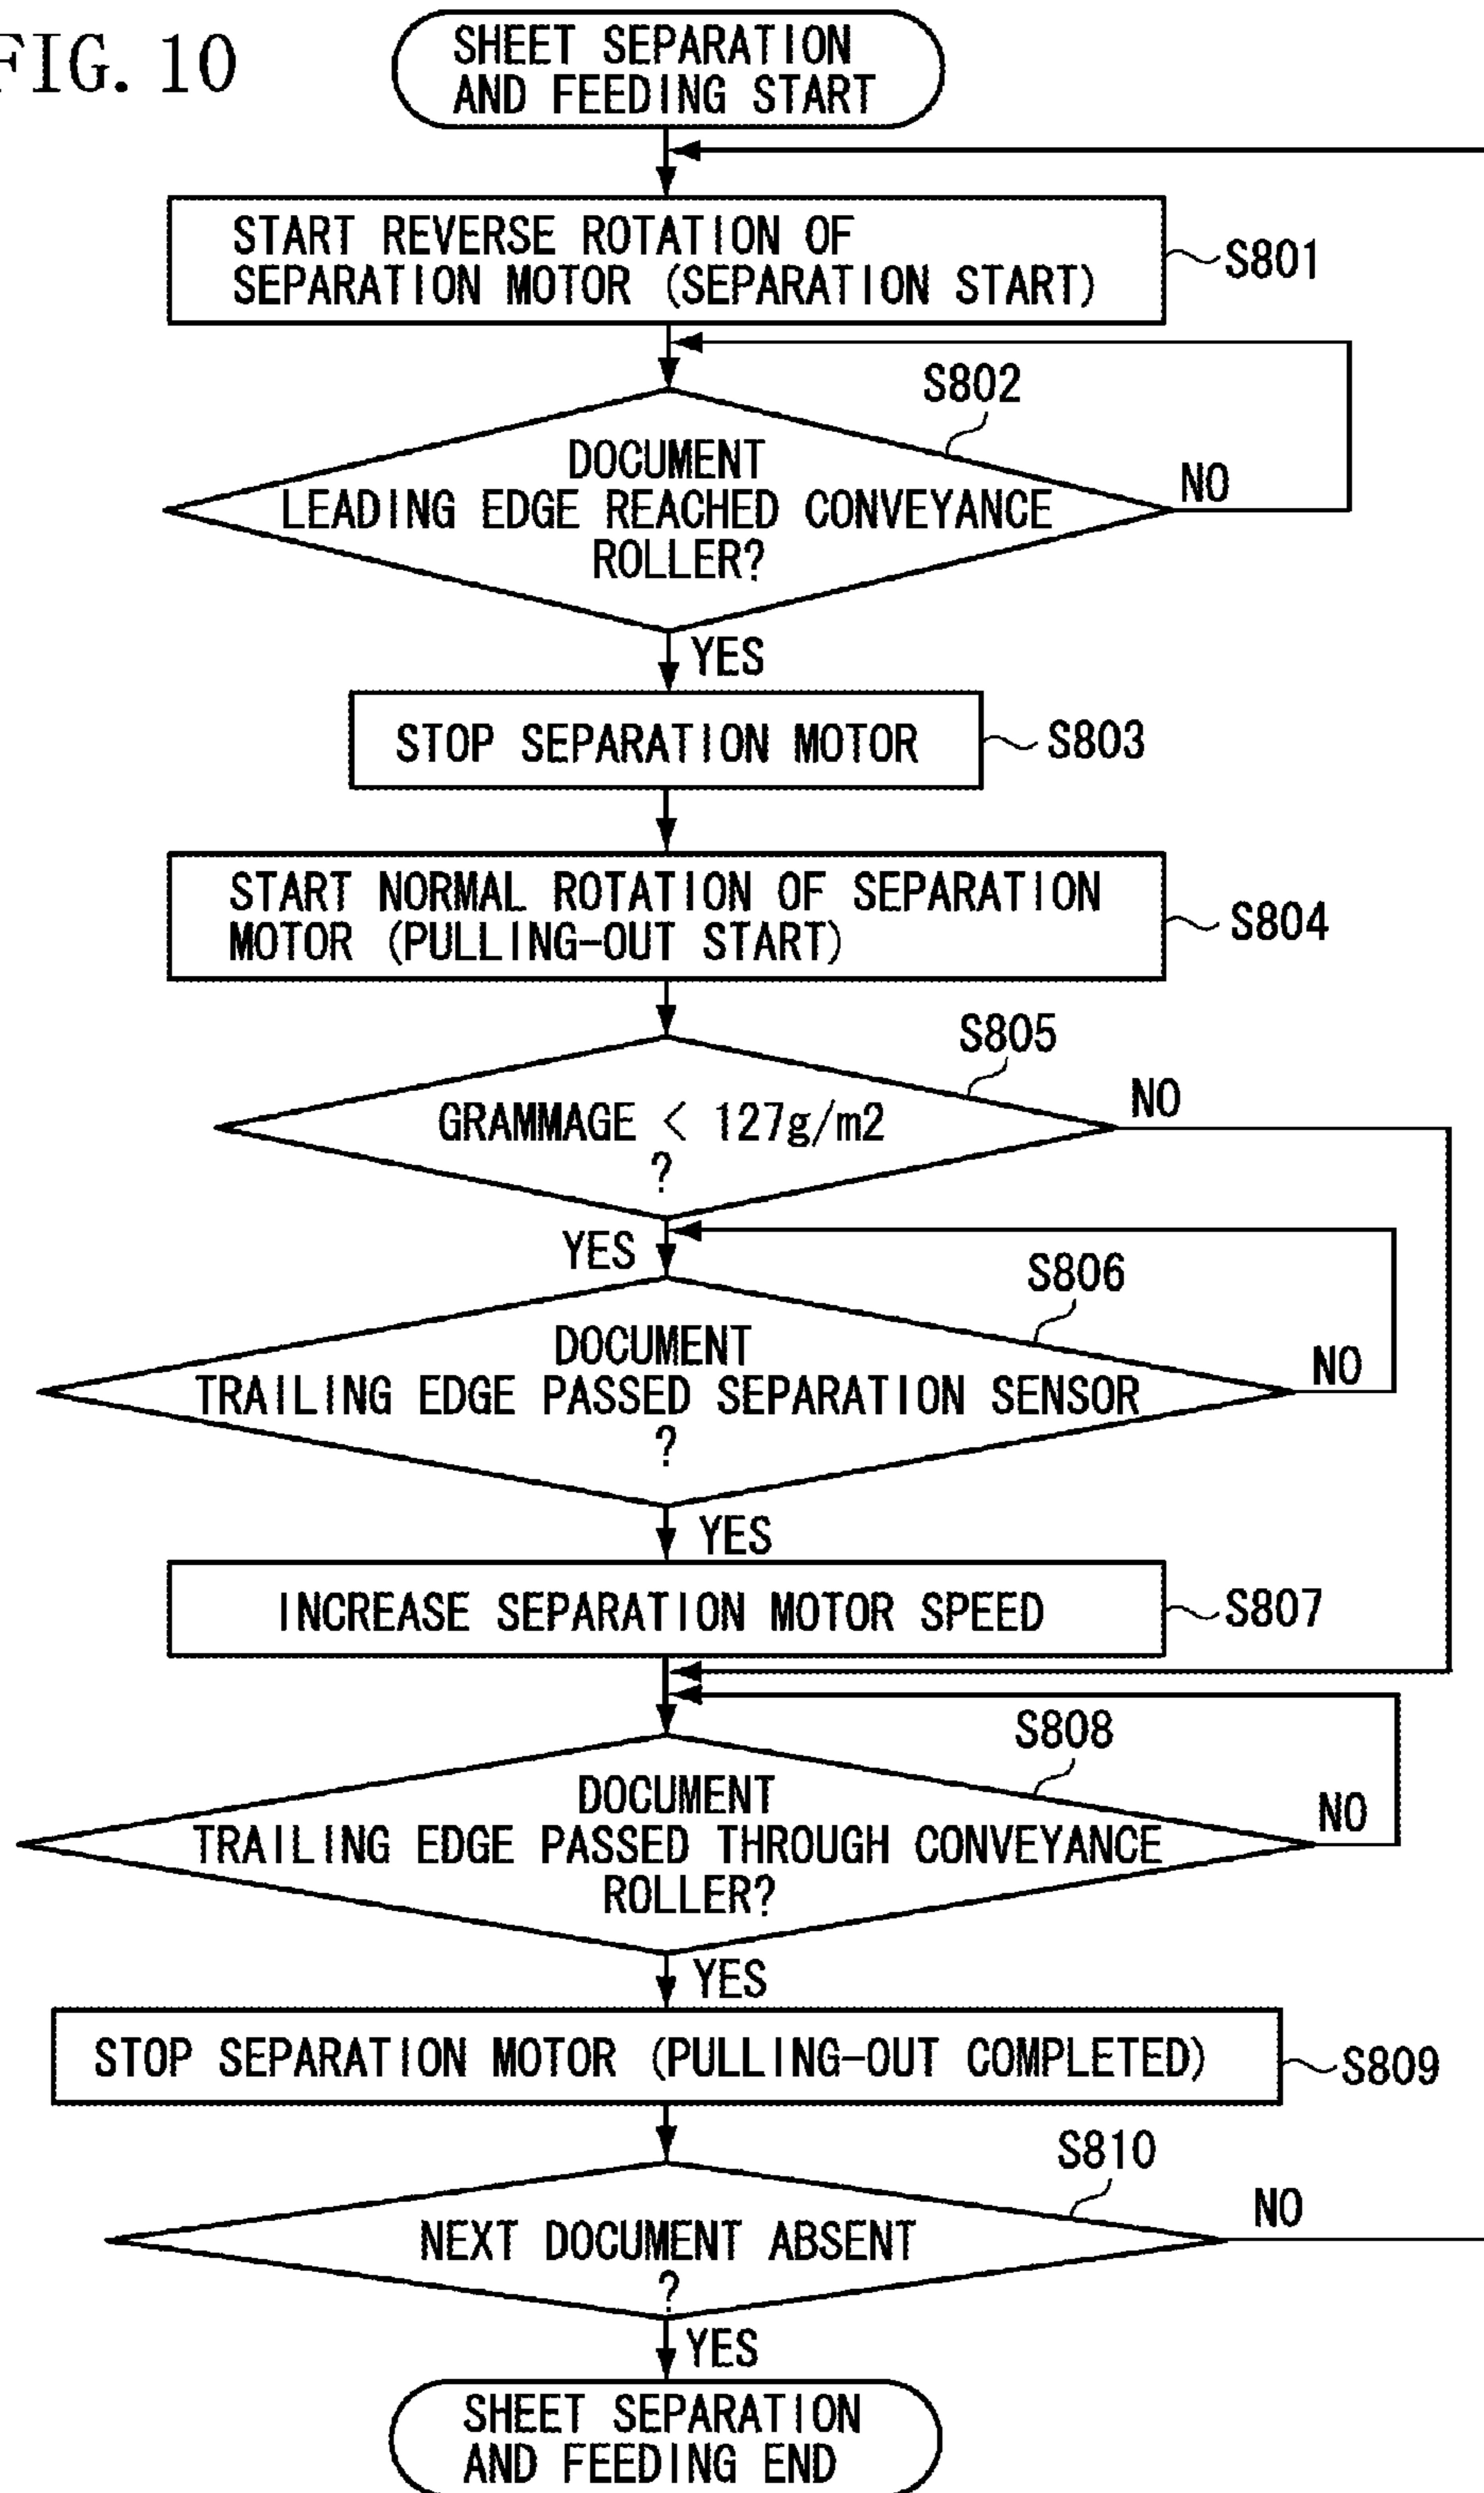 FIG. 10
SHEET SEPARATION
AND FEEDING START
START REVERSE ROTATION OF
SEPARATION MOTOR (SEPARATION START)
S801
S802
DOCUMENT
LEADING EDGE REACHED CONVEYANCE
ROLLER?
NO
YES
STOP SEPARATION MOTOR
S803
START NORMAL ROTATION OF SEPARATION
MOTOR (PULLING-OUT START)
S804
S805
GRAMMAGE < 127g/m2
?
NO
YES
S806
DOCUMENT
TRAILING EDGE PASSED SEPARATION SENSOR
?
NO
YES
INCREASE SEPARATION MOTOR SPEED
S807
S808
DOCUMENT
TRAILING EDGE PASSED THROUGH CONVEYANCE
ROLLER?
NO
YES
STOP SEPARATION MOTOR (PULLING-OUT COMPLETED)
S809
S810
NEXT DOCUMENT ABSENT
?
NO
YES
SHEET SEPARATION
AND FEEDING END